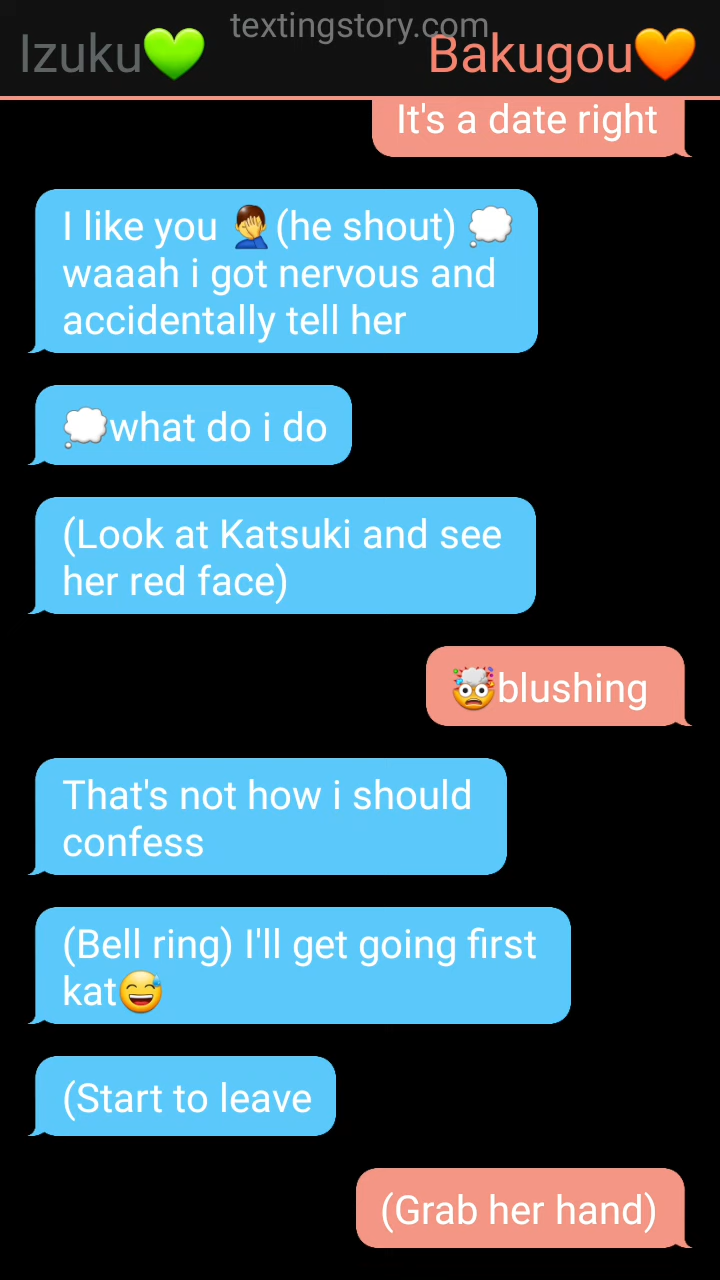 textingstory.com
Izuku💚
Bakugou🧡
It's a date right
I like you 🤦‍♂️(he shout) 💭
waaah i got nervous and
accidentally tell her
💭what do i do
(Look at Katsuki and see
her red face)
🤯blushing
That's not how i should
confess
(Bell ring) I'll get going first
kat😅
(Start to leave
(Grab her hand)